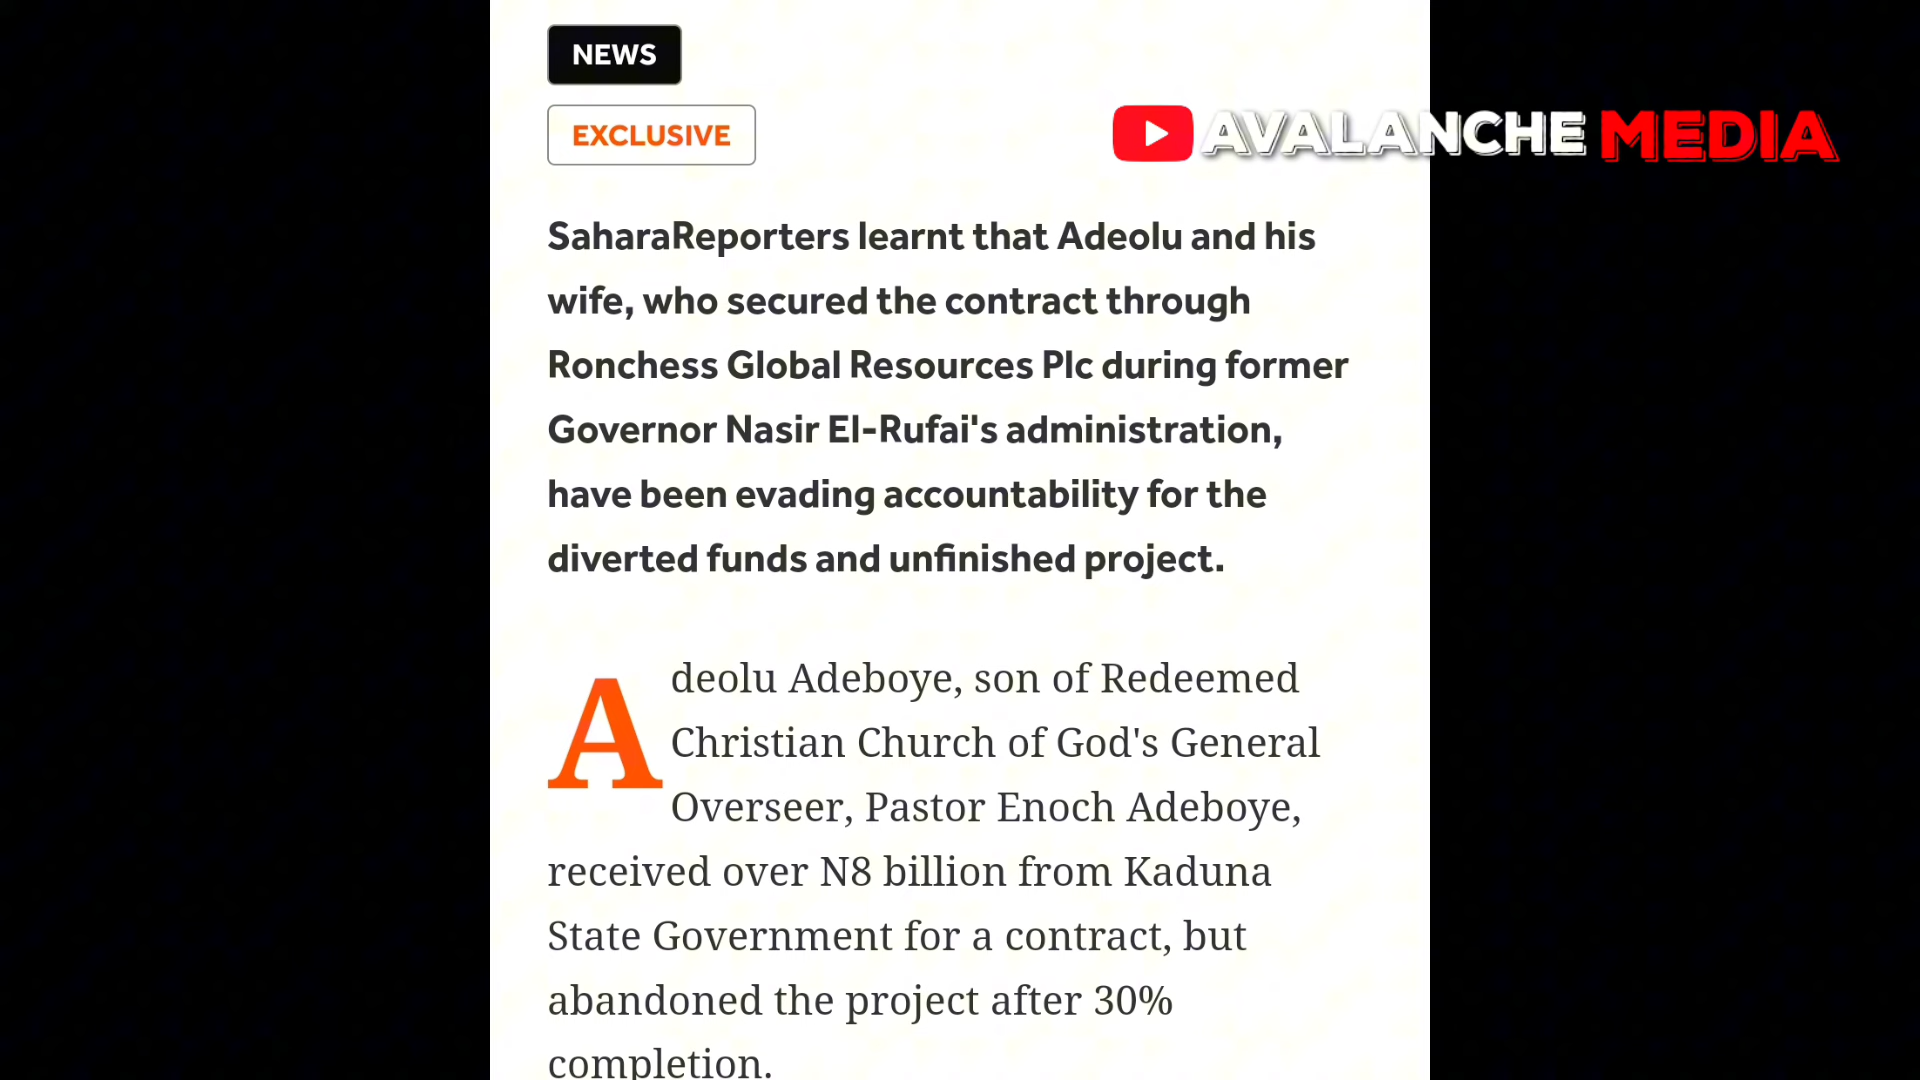 NEWS
EXCLUSIVE
AVALANCHE MEDIA
SaharaReporters learnt that Adeolu and his
wife, who secured the contract through
Ronchess Global Resources Plc during former
Governor Nasir El-Rufai's administration,
have been evading accountability for the
diverted funds and unfinished project.
Adeolu Adeboye, son of Redeemed
Christian Church of God's General
Overseer, Pastor Enoch Adeboye,
received over N8 billion from Kaduna
State Government for a contract, but
abandoned the project after 30%
completion.